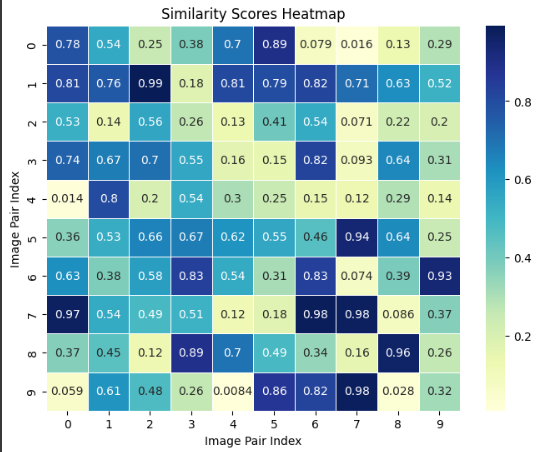 Similarity Scores Heatmap
0 0.78 0.54 0.25 0.38 0.7 0.89 0.079 0.016 0.13 0.29
1 0.81 0.76 0.99 0.18 0.81 0.79 0.82 0.71 0.63 0.52
2 0.53 0.14 0.56 0.26 0.13 0.41 0.54 0.071 0.22 0.2
3 0.74 0.67 0.7 0.55 0.16 0.15 0.82 0.093 0.64 0.31
4 0.014 0.8 0.2 0.54 0.3 0.25 0.15 0.12 0.29 0.14
5 0.36 0.53 0.66 0.67 0.62 0.55 0.46 0.94 0.64 0.25
6 0.63 0.38 0.58 0.83 0.54 0.31 0.83 0.074 0.39 0.93
7 0.97 0.54 0.49 0.51 0.12 0.18 0.98 0.98 0.086 0.37
8 0.37 0.45 0.12 0.89 0.7 0.49 0.34 0.16 0.96 0.26
9 0.059 0.61 0.48 0.26 0.0084 0.86 0.82 0.98 0.028 0.32
0 1 2 3 4 5 6 7 8 9
Image Pair Index
Image Pair Index
0.8
0.6
0.4
0.2